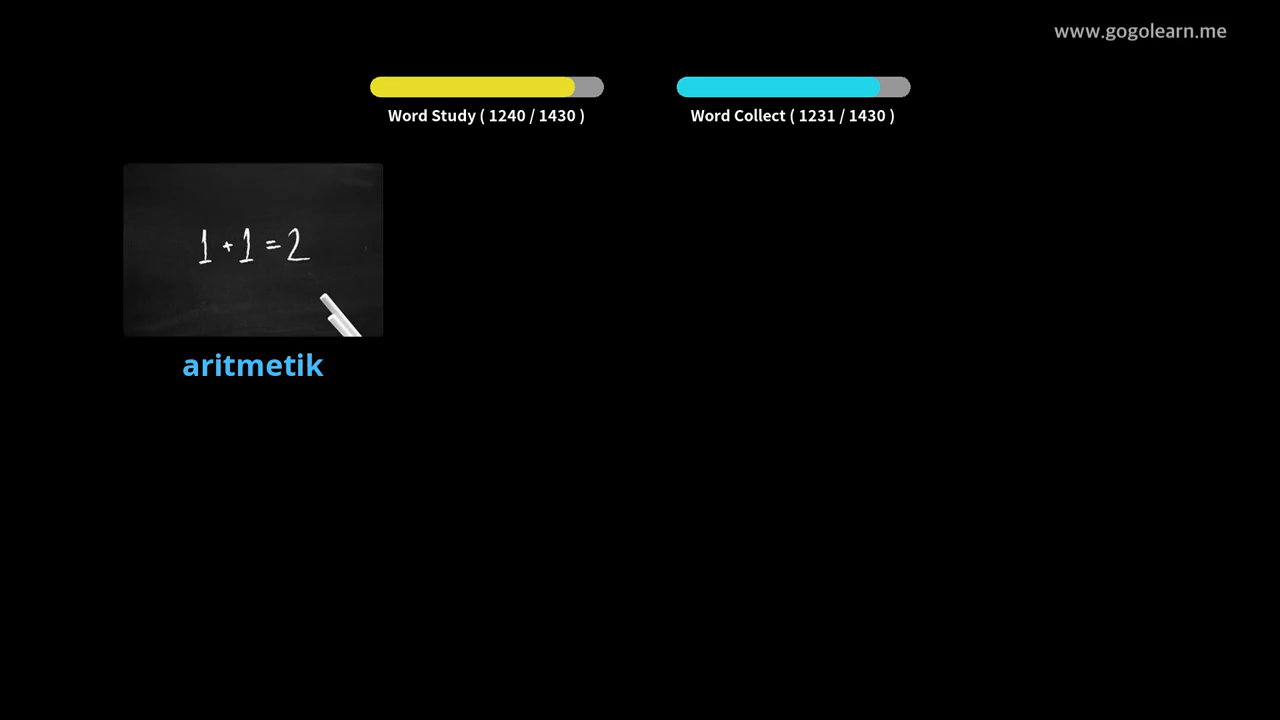 www.gogolearn.me
Word Study ( 1240 / 1430 )
Word Collect ( 1231 / 1430 )
1 + 1 = 2
aritmetik